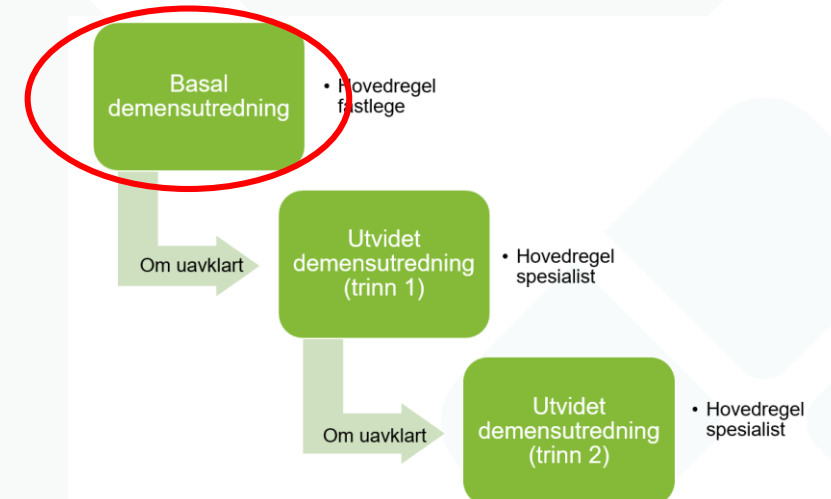 Basal
demensutredning
• Hovedregel
fastlege
Om uavklart
Utvidet
demensutredning
(trinn 1)
• Hovedregel
spesialist
Om uavklart
Utvidet
demensutredning
(trinn 2)
• Hovedregel
spesialist